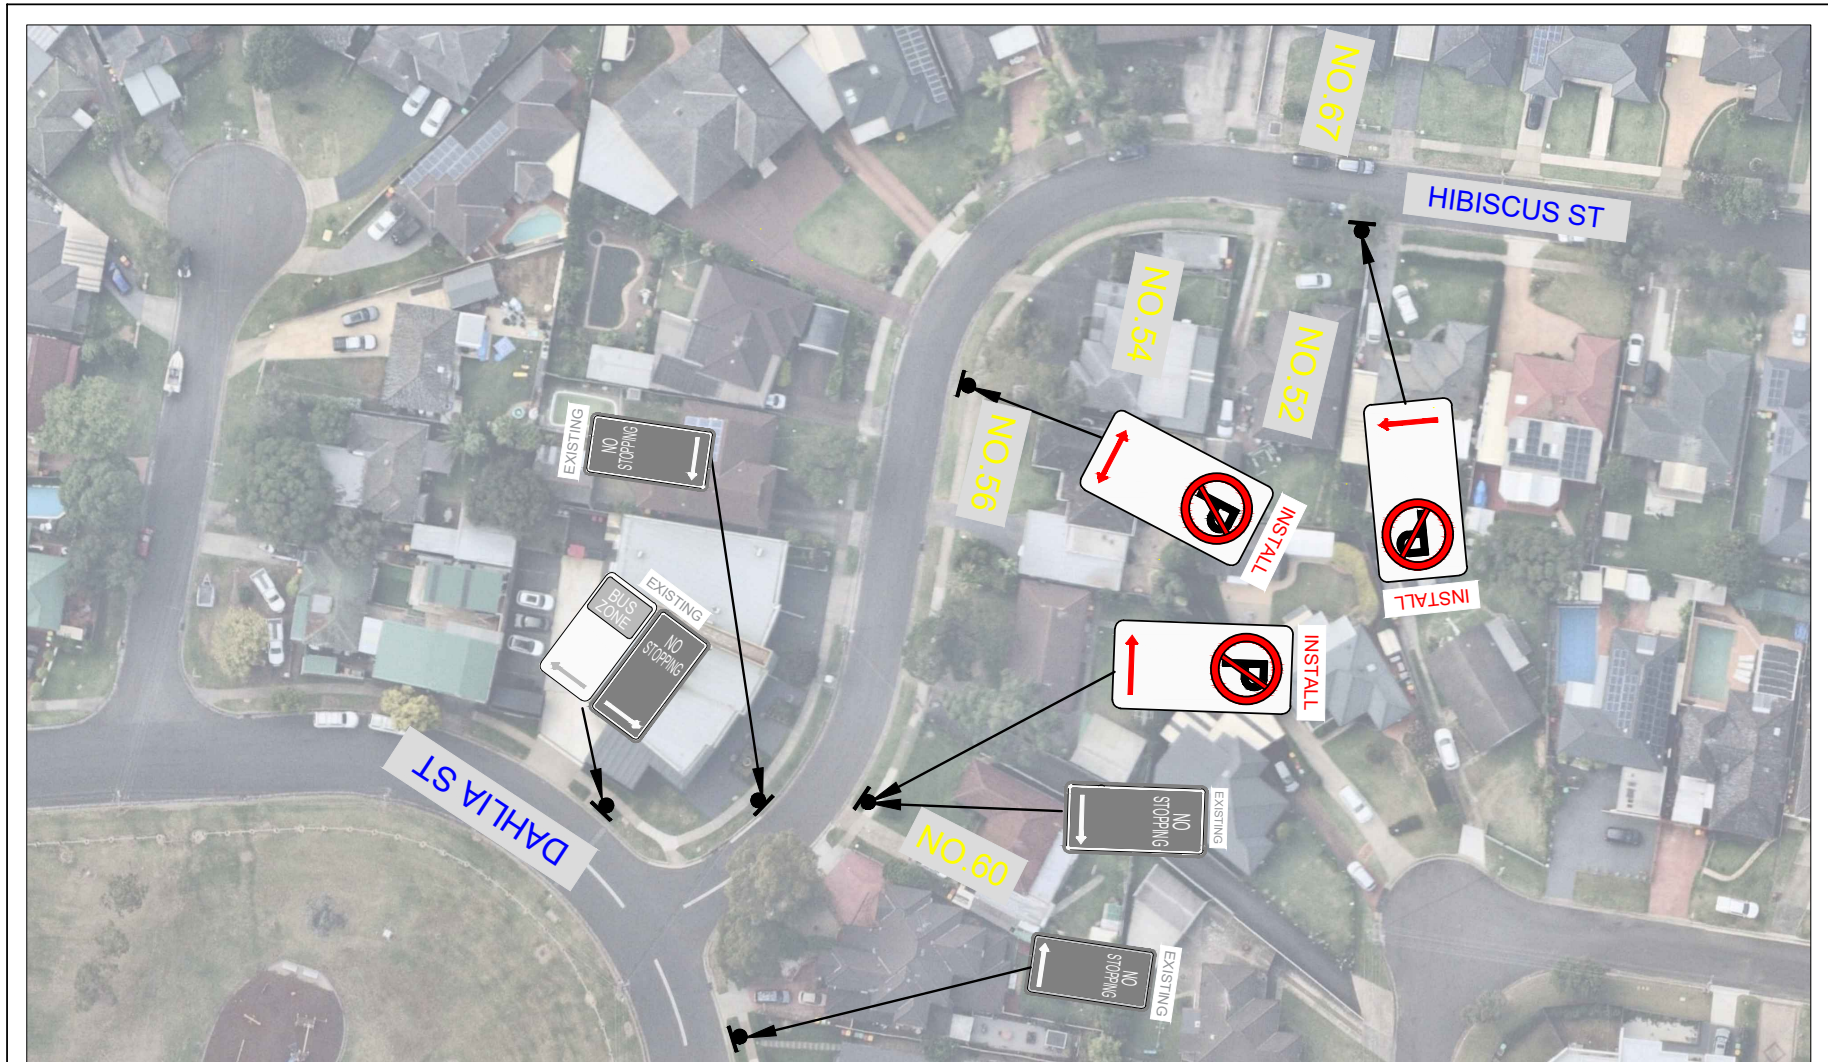 NO.67
HIBISCUS ST
NO.54
NO.52
NO.56
EXISTING
NO
STOPPING
INSTALL
P
INSTALL
P
EXISTING
BUS
ZONE
NO
STOPPING
INSTALL
P
DAHLIA ST
NO.60
EXISTING
NO
STOPPING
EXISTING
NO
STOPPING